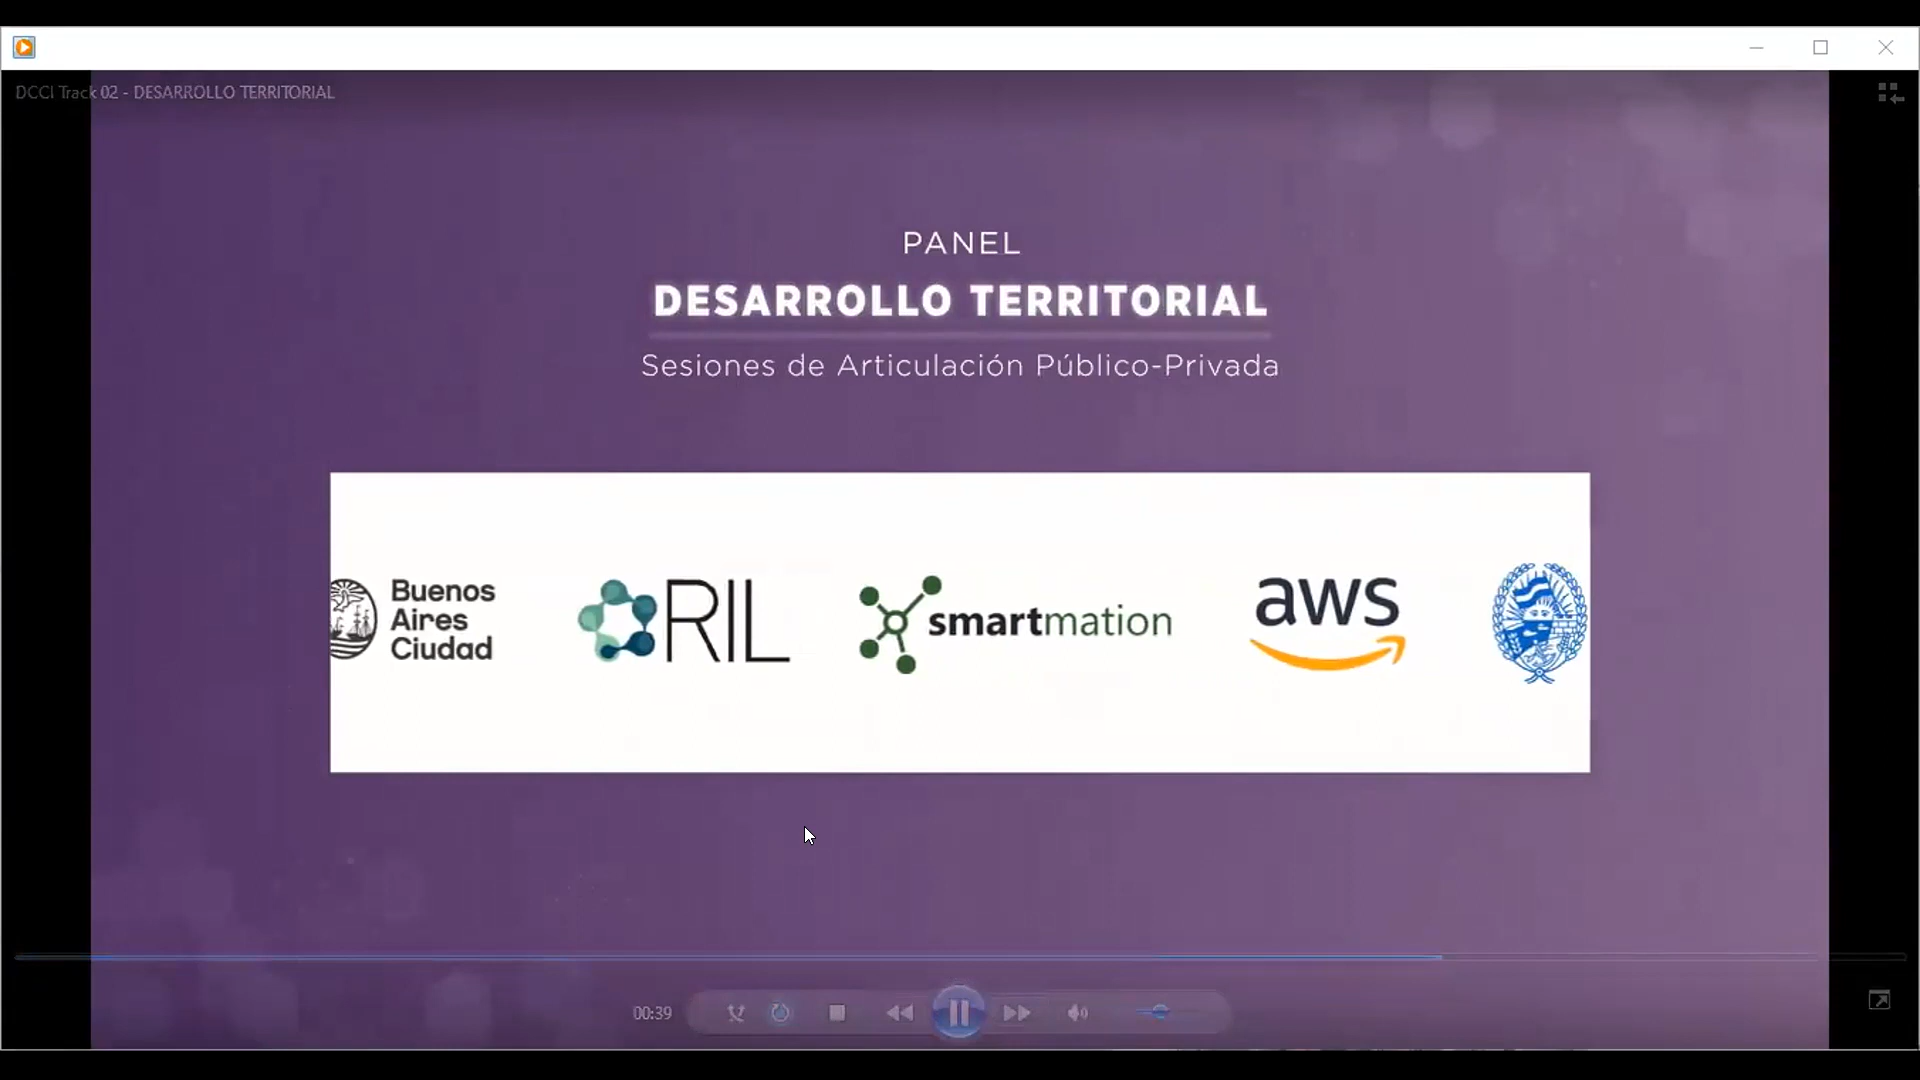 DCCI Track 02 - DESARROLLO TERRITORIAL
PANEL
DESARROLLO TERRITORIAL
Sesiones de Articulación Público-Privada
Buenos
Aires
Ciudad
RIL
smartmation
aws
00:39